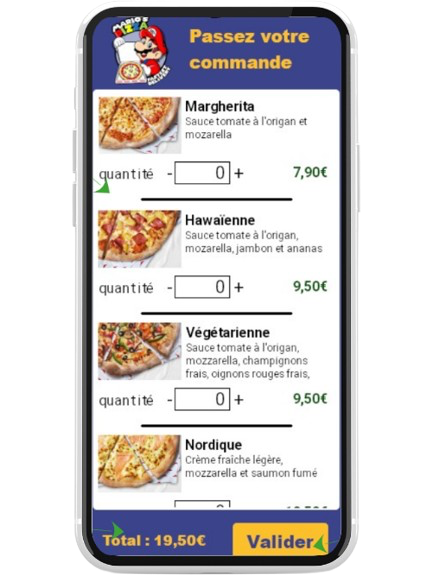 MARIO'S
PIZZA
Passez votre
commande
Margherita
Sauce tomate à l'origan et
mozarella
quantité - 0 + 7,90€
Hawaïenne
Sauce tomate à l'origan,
mozarella, jambon et ananas
quantité - 0 + 9,50€
Végétarienne
Sauce tomate à l'origan,
mozzarella, champignons
frais, oignons rouges frais,
quantité - 0 + 9,50€
Nordique
Crème fraîche légère,
mozzarella et saumon fumé
Total : 19,50€ Valider